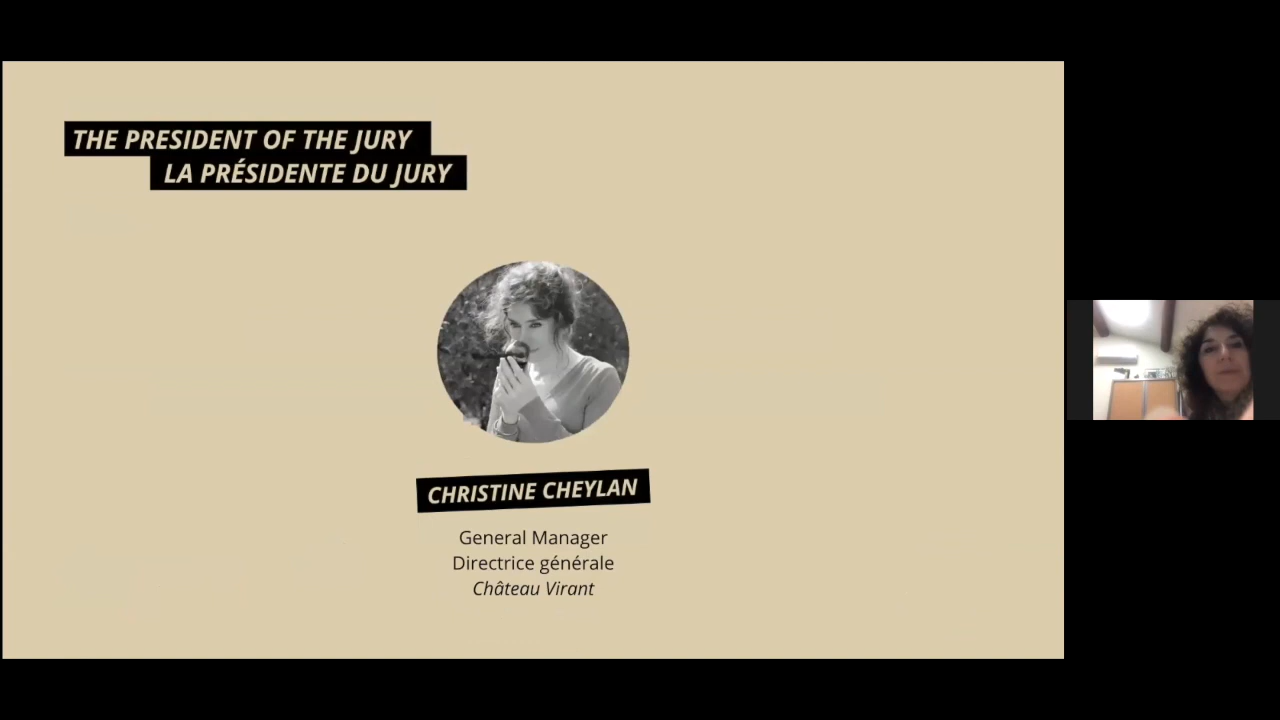 THE PRESIDENT OF THE JURY
LA PRÉSIDENTE DU JURY
CHRISTINE CHEYLAN
General Manager
Directrice générale
Château Virant